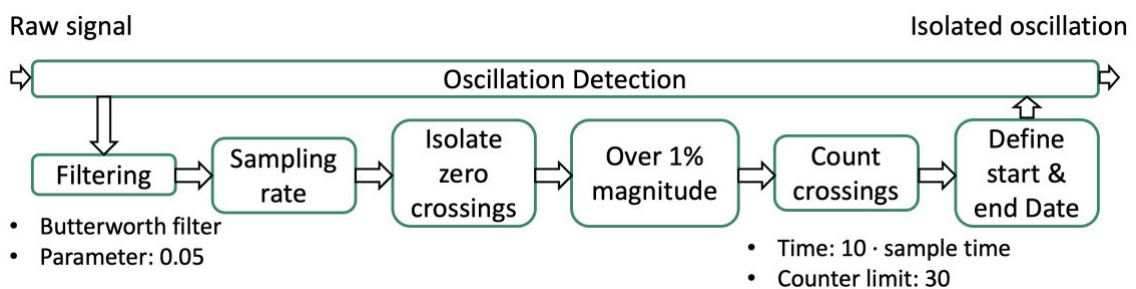 Raw signal
Isolated oscillation
Oscillation Detection
Filtering
Sampling
rate
Isolate
zero
crossings
Over 1%
magnitude
Count
crossings
Define
start &
end Date
• Butterworth filter
• Parameter: 0.05
• Time: 10 · sample time
• Counter limit: 30